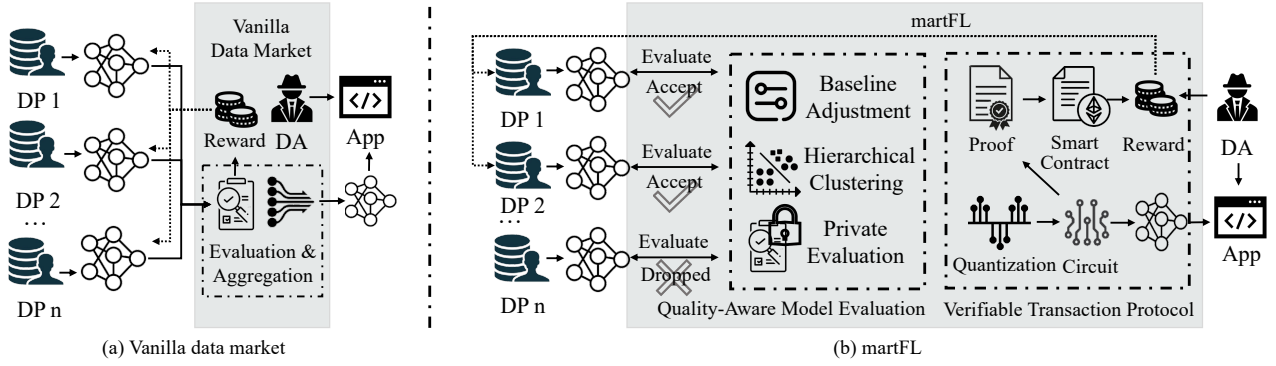 Vanilla
Data Market
DP 1
DP 2
...
DP n
Reward
DA
</>
App
Evaluation &
Aggregation
(a) Vanilla data market
martFL
DP 1
DP 2
...
DP n
Evaluate
Accept
Evaluate
Accept
Evaluate
Dropped
Baseline
Adjustment
Hierarchical
Clustering
Private
Evaluation
Quality-Aware Model Evaluation
Proof
Smart
Contract
Reward
Quantization
Circuit
Verifiable Transaction Protocol
DA
</>
App
(b) martFL